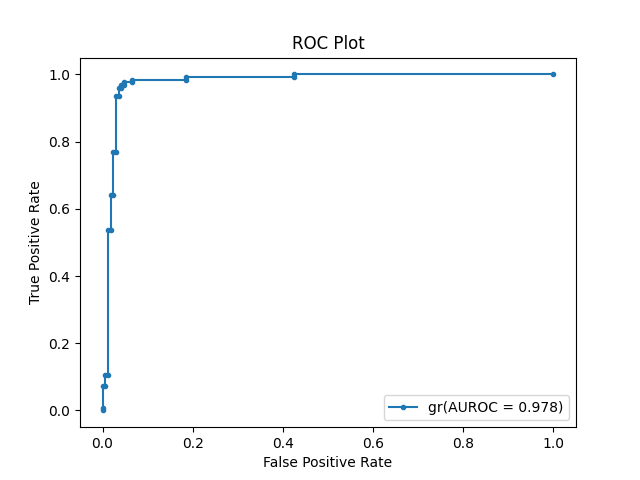 ROC Plot
True Positive Rate
1.0
0.8
0.6
0.4
0.2
0.0
gr(AUROC = 0.978)
0.0 0.2 0.4 0.6 0.8 1.0
False Positive Rate